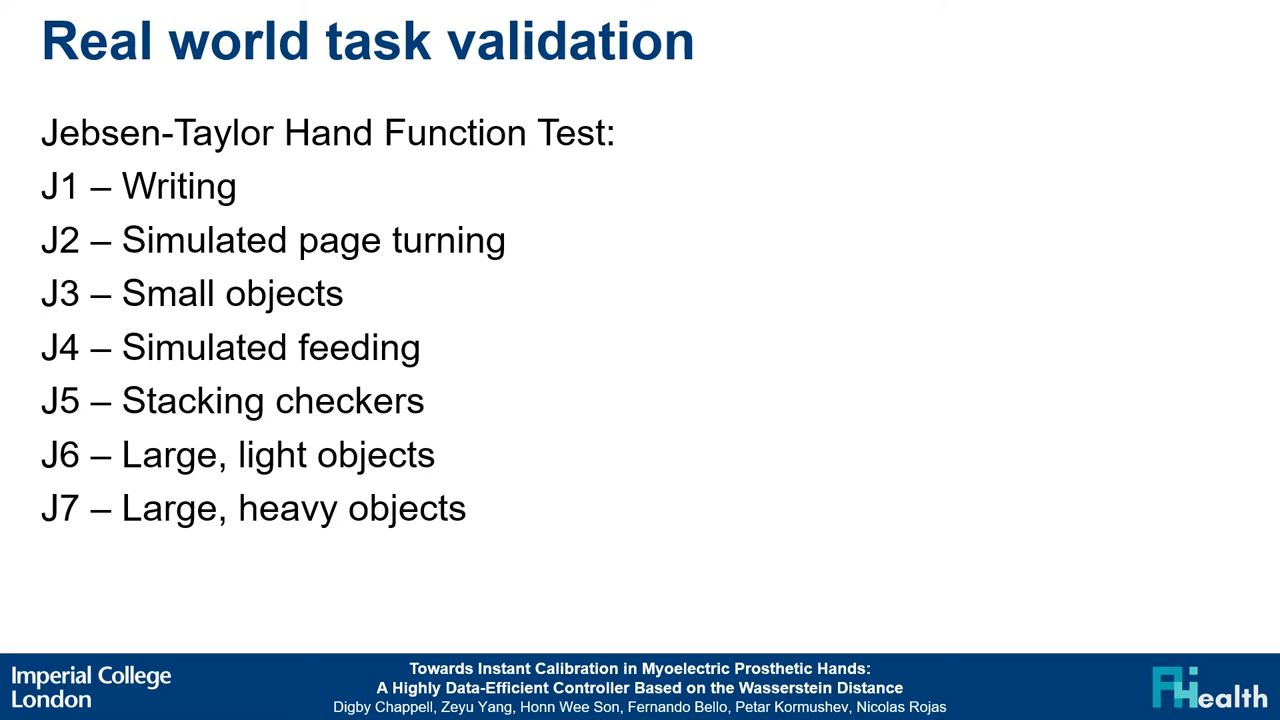 Real world task validation
Jebsen-Taylor Hand Function Test:
J1 – Writing
J2 – Simulated page turning
J3 – Small objects
J4 – Simulated feeding
J5 – Stacking checkers
J6 – Large, light objects
J7 – Large, heavy objects
Imperial College
London
Towards Instant Calibration in Myoelectric Prosthetic Hands:
A Highly Data-Efficient Controller Based on the Wasserstein Distance
Digby Chappell, Zeyu Yang, Honn Wee Son, Fernando Bello, Petar Kormushev, Nicolas Rojas
FHealth